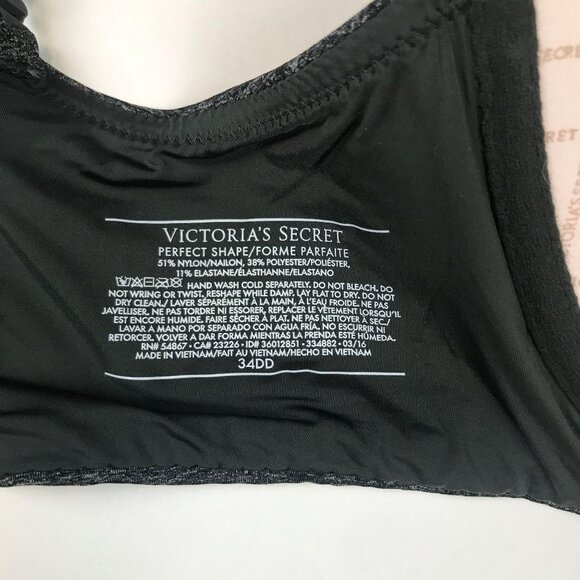 VICTORIA'S SECRET
PERFECT SHAPE/FORME PARFAITE
51% NYLON/NAILON, 38% POLYESTER/POLIÉSTER,
11% ELASTANE/ÉLASTHANNE/ELASTANO
HAND WASH COLD SEPARATELY. DO NOT BLEACH. DO
NOT WRING OR TWIST. RESHAPE WHILE DAMP. LAY FLAT TO DRY. DO NOT
DRY CLEAN./ LAVER SÉPARÉMENT À LA MAIN, À L'EAU FROIDE. NE PAS
JAVELLISER. NE PAS TORDRE NI ESSORER. REPLACER LE VÊTEMENT LORSQU'IL
EST ENCORE HUMIDE. FAIRE SÉCHER À PLAT. NE PAS NETTOYER À SEC./
LAVAR A MANO POR SEPARADO CON AGUA FRÍA. NO ESCURRIR NI
RETORCER. VOLVER A DAR FORMA MIENTRAS LA PRENDA ESTÉ HÚMEDA.
RN# 54867 • CA# 23226 • ID# 36012851 • 334882 • 03/16
MADE IN VIETNAM/FAIT AU VIETNAM/HECHO EN VIETNAM
34DD